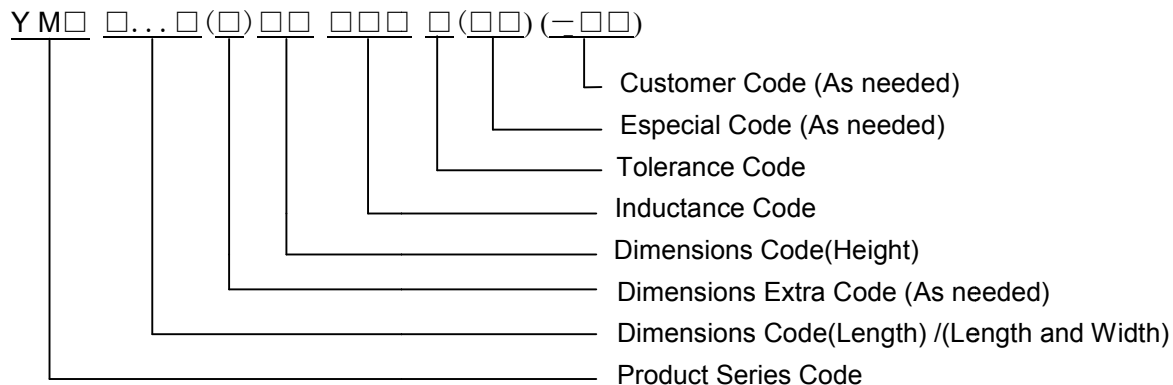 YM□ □...□(□)□□ □□□ □(□□)(-□□)
Customer Code (As needed)
Especial Code (As needed)
Tolerance Code
Inductance Code
Dimensions Code(Height)
Dimensions Extra Code (As needed)
Dimensions Code(Length) /(Length and Width)
Product Series Code